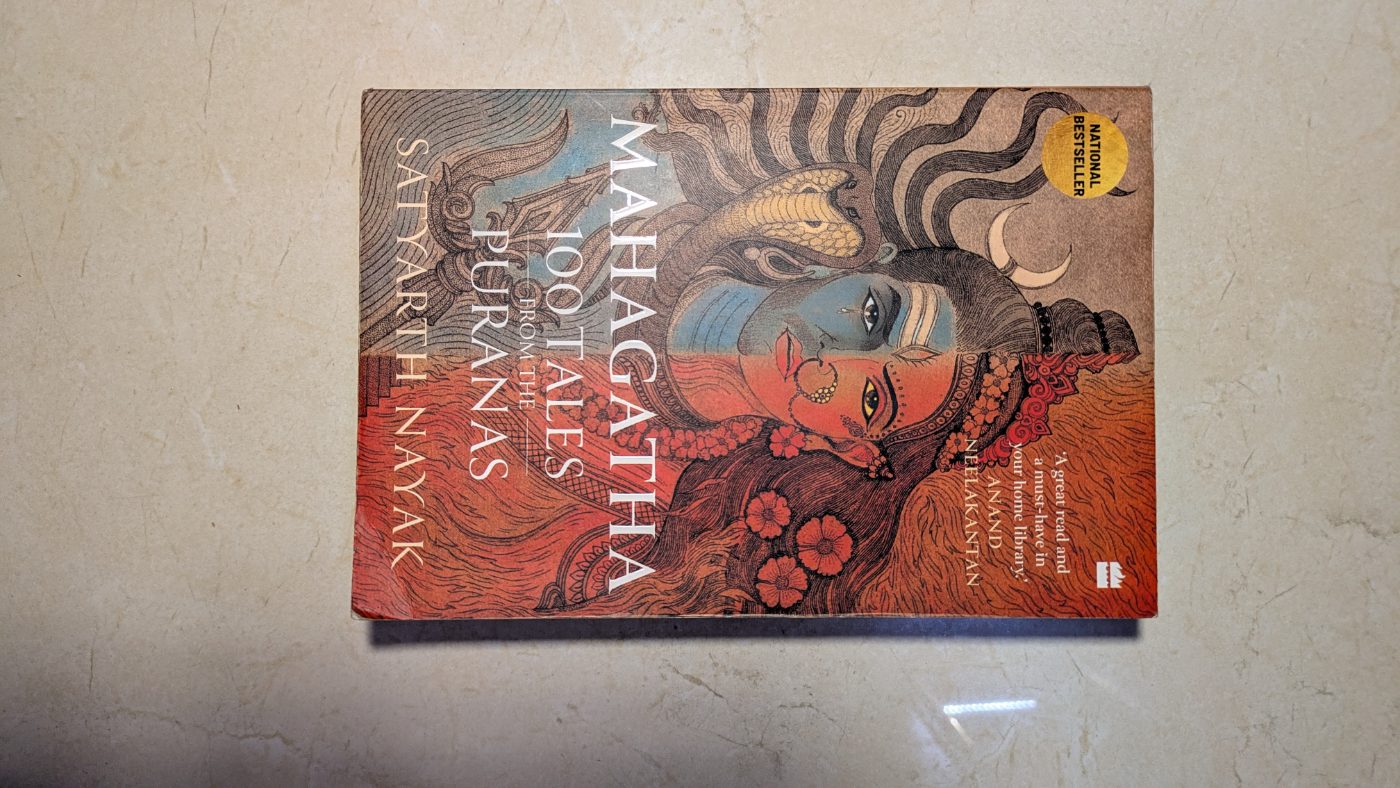 NATIONAL
BESTSELLER
‘A great read and
a must-have in
your home library.’
ANAND
NEELAKANTAN
MAHAGATHA
100 TALES
FROM THE
PURANAS
SATYARTH NAYAK